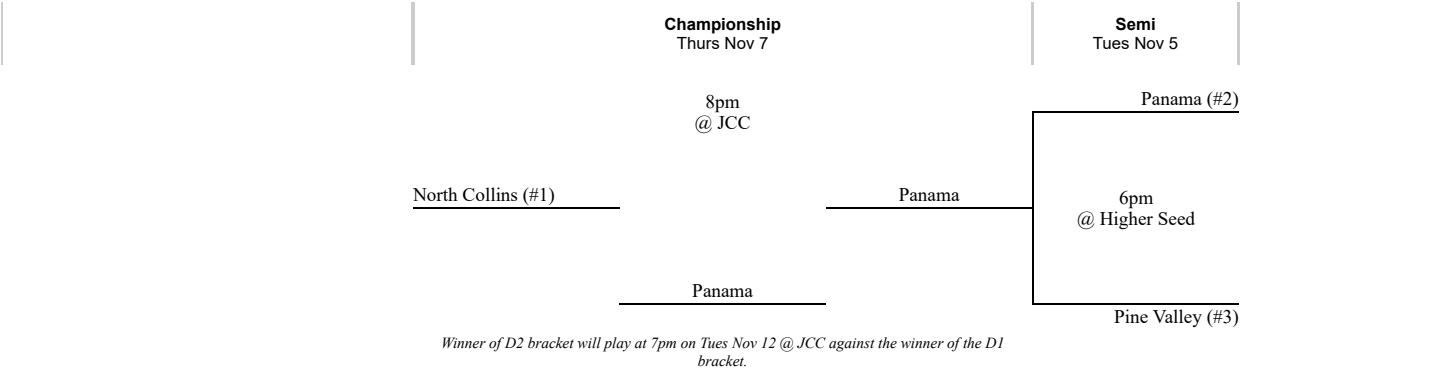 Championship
Thurs Nov 7
Semi
Tues Nov 5
8pm
@ JCC
Panama (#2)
North Collins (#1)
Panama
6pm
@ Higher Seed
Panama
Pine Valley (#3)
Winner of D2 bracket will play at 7pm on Tues Nov 12 @ JCC against the winner of the D1
bracket.